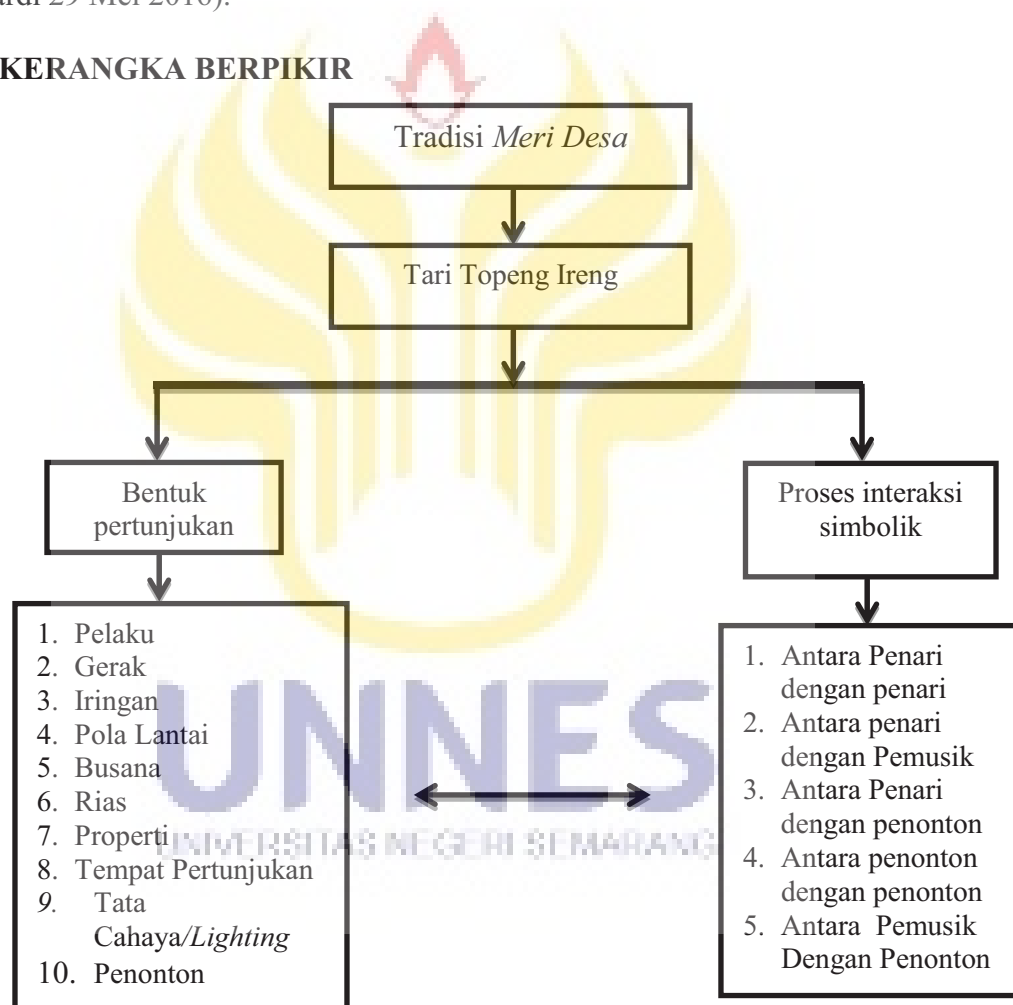 ardi 29 Mei 2016).
KERANGKA BERPIKIR
Tradisi Meri Desa
Tari Topeng Ireng
Bentuk
pertunjukan
Proses interaksi
simbolik
1. Pelaku
2. Gerak
3. Iringan
4. Pola Lantai
5. Busana
6. Rias
7. Properti
8. Tempat Pertunjukan
9. Tata
Cahaya/Lighting
10. Penonton
1. Antara Penari
dengan penari
2. Antara penari
dengan Pemusik
3. Antara Penari
dengan penonton
4. Antara penonton
dengan penonton
5. Antara Pemusik
Dengan Penonton
UNNES
UNIVERSITAS NEGERI SEMARANG